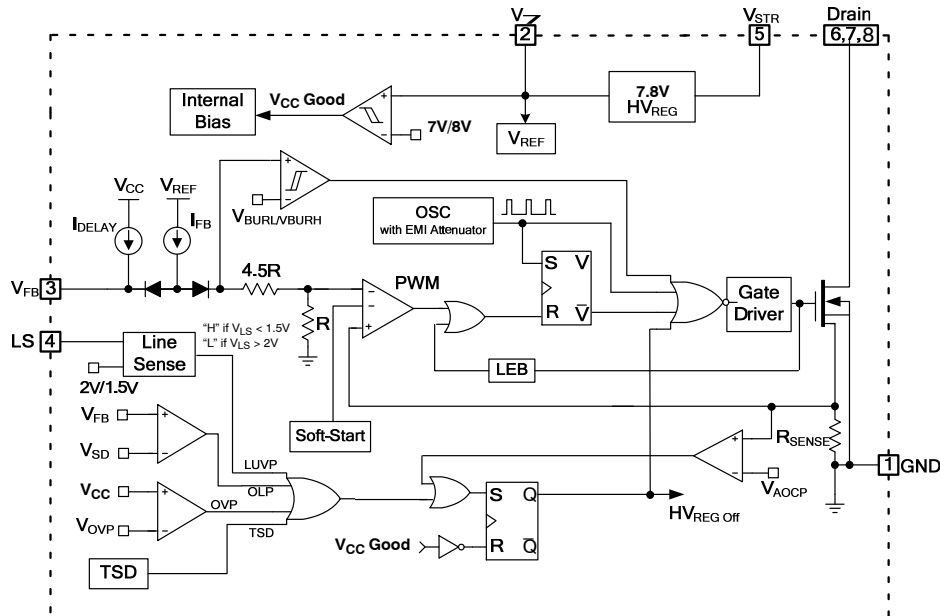 V7
2
VSTR
5
Drain
6,7,8
Internal
Bias
VCC Good
+
−
7V/8V
VREF
7.8V
HVREG
+
−
VBURL/VBURH
VCC
VREF
IDELAY
IFB
OSC
with EMI Attenuator
VFB 3
4.5R
R
PWM
−
−
+
S
V
R
V̅
Gate
Driver
LS 4
Line
Sense
2V/1.5V
"H" if VLS < 1.5V
"L" if VLS > 2V
LEB
Soft-Start
VFB
+
VSD
−
LUVP
OLP
VCC
+
OVP
VOVP
−
TSD
TSD
S
Q
R
Q̅
VCC Good
HVREG Off
+
−
VAOCP
RSENSE
1 GND